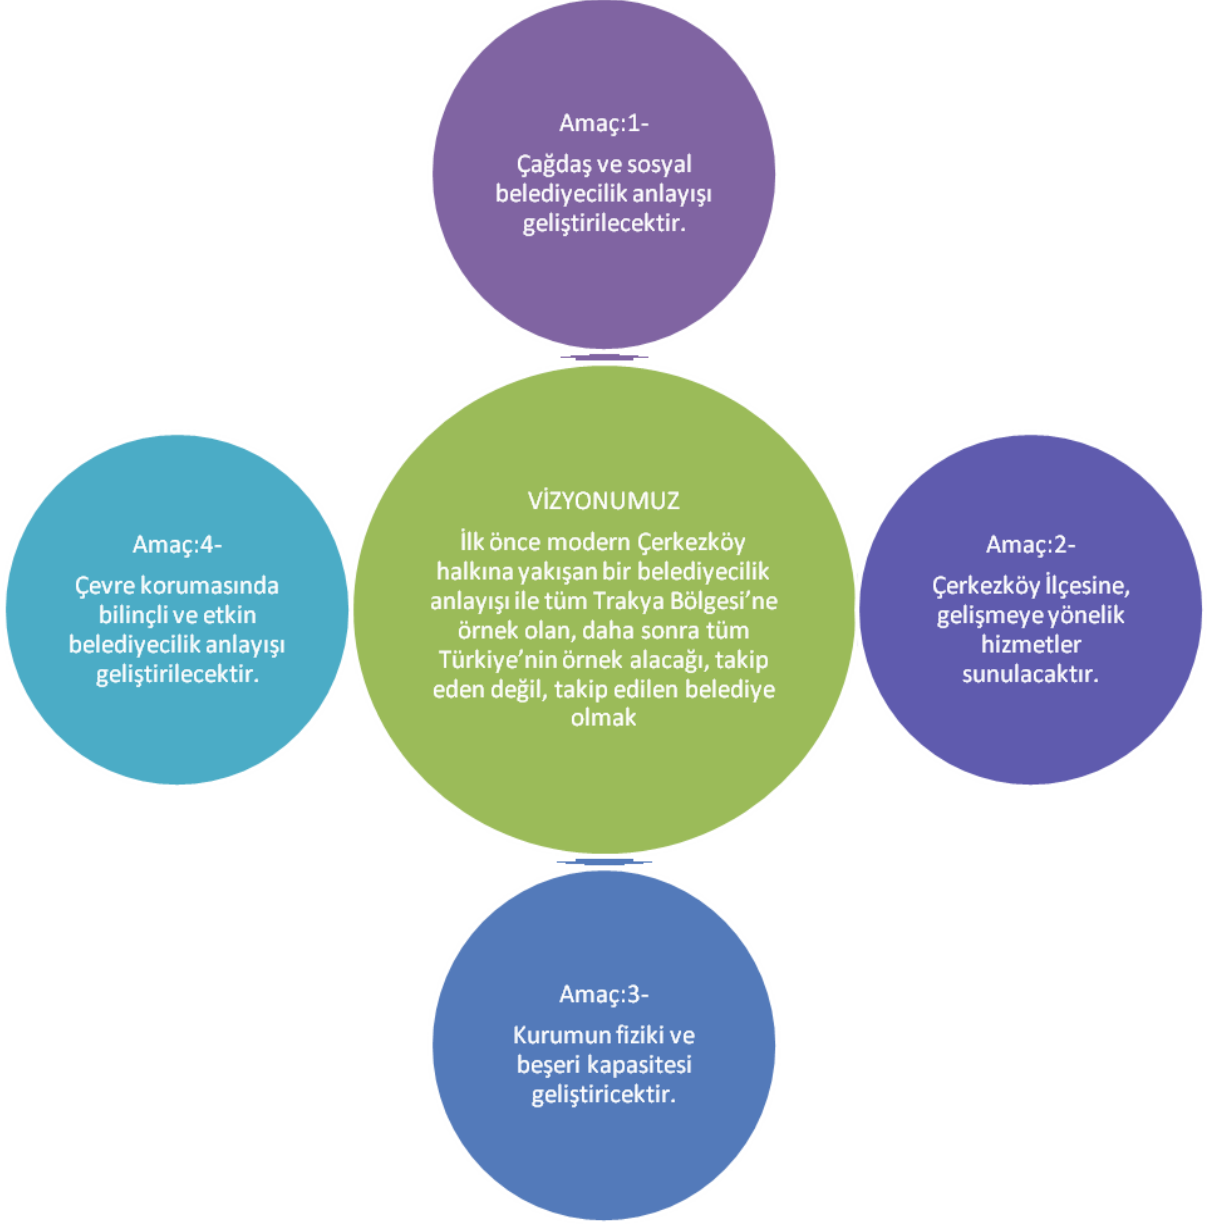 Amaç:1-
Çağdaş ve sosyal
belediyecilik anlayışı
geliştirilecektir.
VİZYONUMUZ
İlk önce modern Çerkezköy
halkına yakışan bir belediyecilik
anlayışı ile tüm Trakya Bölgesi’ne
örnek olan, daha sonra tüm
Türkiye’nin örnek alacağı, takip
eden değil, takip edilen belediye
olmak
Amaç:2-
Çerkezköy İlçesine,
gelişmeye yönelik
hizmetler
sunulacaktır.
Amaç:3-
Kurumun fiziki ve
beşeri kapasitesi
geliştiricektir.
Amaç:4-
Çevre korumasında
bilinçli ve etkin
belediyecilik anlayışı
geliştirilecektir.